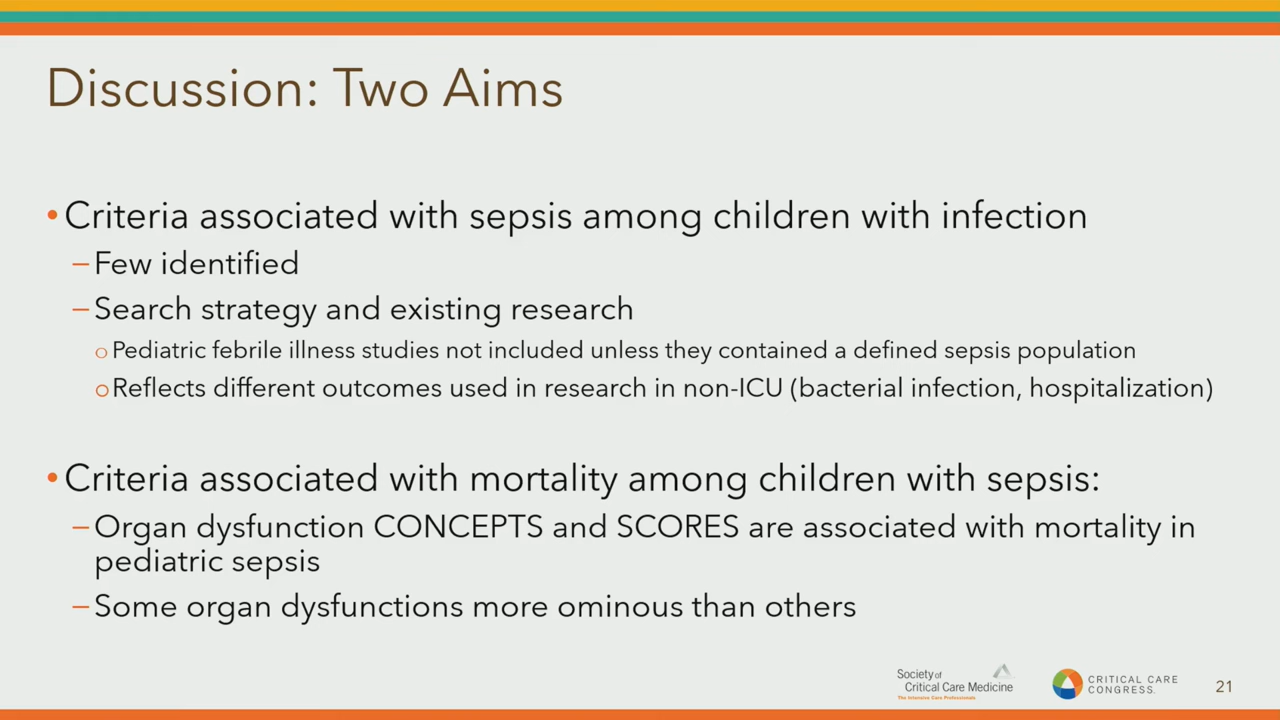 Discussion: Two Aims
• Criteria associated with sepsis among children with infection
– Few identified
– Search strategy and existing research
o Pediatric febrile illness studies not included unless they contained a defined sepsis population
o Reflects different outcomes used in research in non-ICU (bacterial infection, hospitalization)
• Criteria associated with mortality among children with sepsis:
– Organ dysfunction CONCEPTS and SCORES are associated with mortality in
pediatric sepsis
– Some organ dysfunctions more ominous than others
Society of
Critical Care Medicine
The Intensive Care Professionals
CRITICAL CARE
CONGRESS.
21